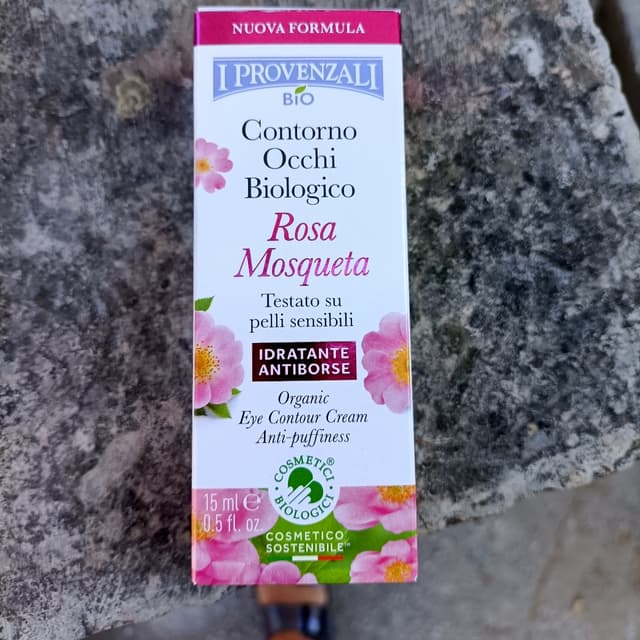 NUOVA FORMULA
I PROVENZALI
BIO
Contorno
Occhi
Biologico
Rosa
Mosqueta
Testato su
pelli sensibili
IDRATANTE
ANTIBORSE
Organic
Eye Contour Cream
Anti-puffiness
COSMETICI®
BIOLOGICI
15 ml ℮
0.5 fl. oz
COSMETICO
SOSTENIBILE™